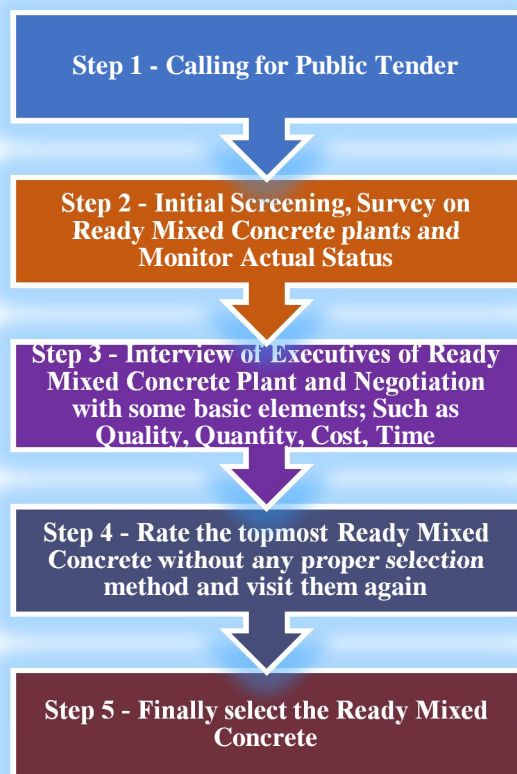 Step 1 - Calling for Public Tender
Step 2 - Initial Screening, Survey on
Ready Mixed Concrete plants and
Monitor Actual Status
Step 3 - Interview of Executives of Ready
Mixed Concrete Plant and Negotiation
with some basic elements; Such as
Quality, Quantity, Cost, Time
Step 4 - Rate the topmost Ready Mixed
Concrete without any proper selection
method and visit them again
Step 5 - Finally select the Ready Mixed
Concrete